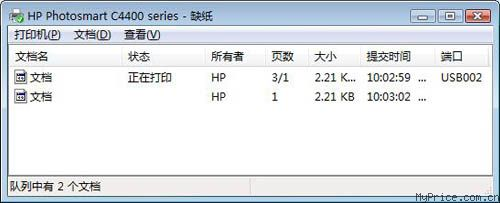 HP Photosmart C4400 series - 缺纸
打印机(P) 文档(D) 查看(V)
文档名 状态 所有者 页数 大小 提交时间 端口
文档 正在打印 HP 3/1 2.21 K... 10:02:59 ... USB002
文档 HP 1 2.21 KB 10:03:02 ...
队列中有 2 个文档
MyPrice.com.cn